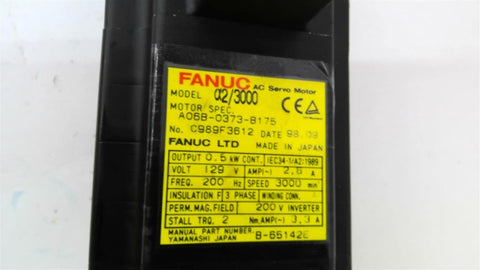 FANUC AC Servo Motor
MODEL α2/3000
MOTOR SPEC.
A06B-0373-B175
No. C989F3612 DATE 98.09
FANUC LTD MADE IN JAPAN
OUTPUT 0.5 kW CONT. IEC34-1/A2:1989
VOLT 129 V AMP(~) 2.8 A
FREQ. 200 Hz SPEED 3000 min
INSULATION F 3 PHASE WINDING CONN.
PERM. MAG. FIELD 200 V INVERTER
STALL TRQ. 2 Nm, AMP(~) 3.3 A
MANUAL PART NUMBER. B-65142E
YAMANASHI JAPAN
CE